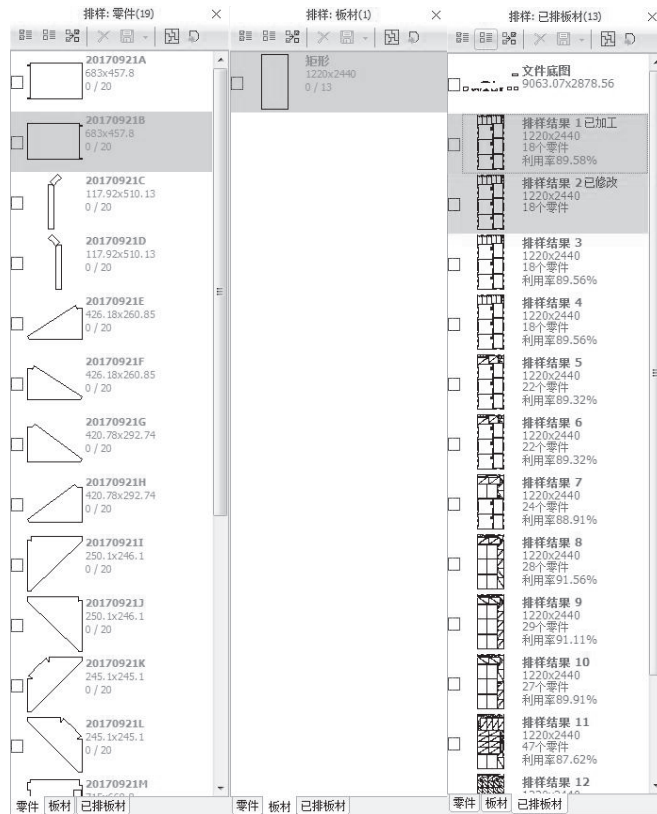 排样: 零件(19)
20170921A
683x457.8
0 / 20
20170921B
683x457.8
0 / 20
20170921C
117.92x510.13
0 / 20
20170921D
117.92x510.13
0 / 20
20170921E
426.18x260.85
0 / 20
20170921F
426.18x260.85
0 / 20
20170921G
420.78x292.74
0 / 20
20170921H
420.78x292.74
0 / 20
20170921I
250.1x246.1
0 / 20
20170921J
250.1x246.1
0 / 20
20170921K
245.1x245.1
0 / 20
20170921L
245.1x245.1
0 / 20
20170921M
零件 板材 已排板材
排样: 板材(1)
矩形
1220x2440
0 / 13
零件 板材 已排板材
排样: 已排板材(13)
文件底图
9063.07x2878.56
排样结果 1已加工
1220x2440
18个零件
利用率89.58%
排样结果 2已修改
1220x2440
18个零件
排样结果 3
1220x2440
18个零件
利用率89.56%
排样结果 4
1220x2440
18个零件
利用率89.56%
排样结果 5
1220x2440
22个零件
利用率89.32%
排样结果 6
1220x2440
22个零件
利用率89.32%
排样结果 7
1220x2440
24个零件
利用率88.91%
排样结果 8
1220x2440
28个零件
利用率91.56%
排样结果 9
1220x2440
29个零件
利用率91.11%
排样结果 10
1220x2440
27个零件
利用率89.91%
排样结果 11
1220x2440
47个零件
利用率87.62%
排样结果 12
零件 板材 已排板材